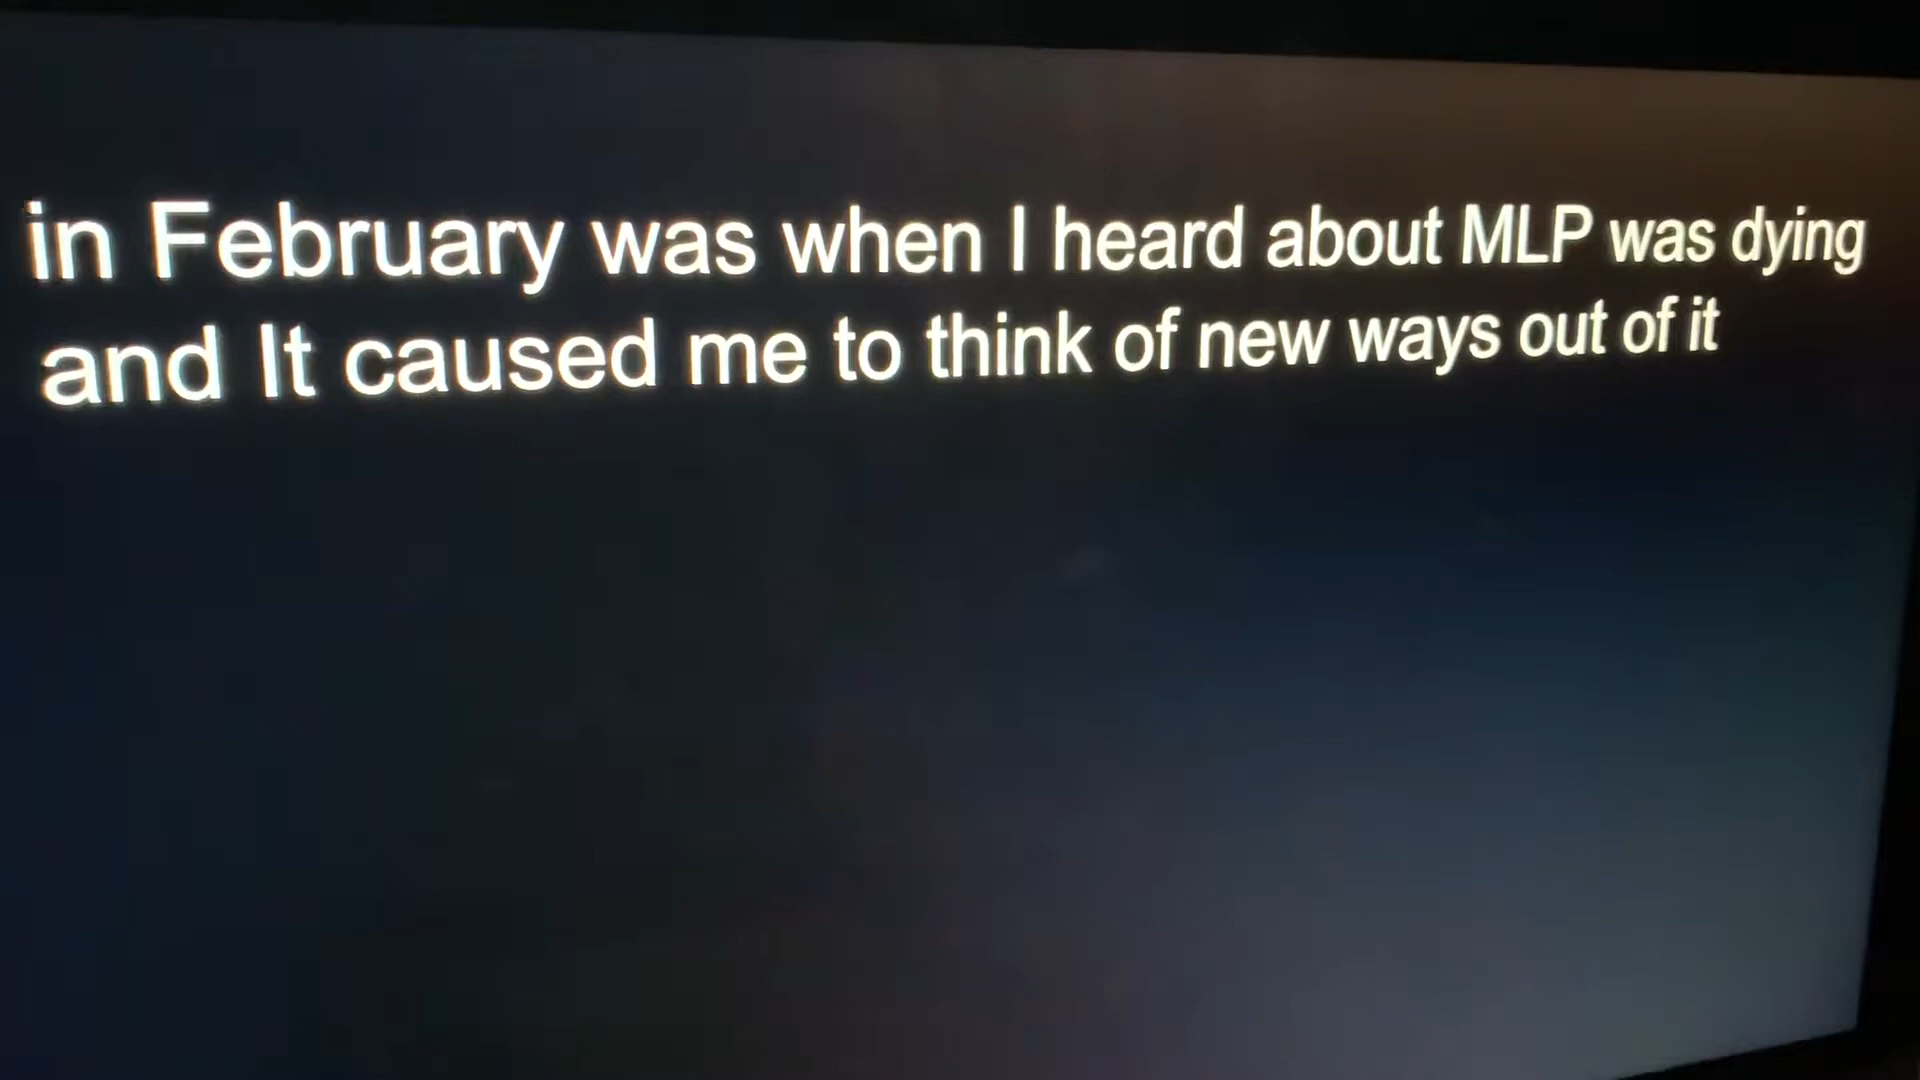 in February was when I heard about MLP was dying
and It caused me to think of new ways out of it